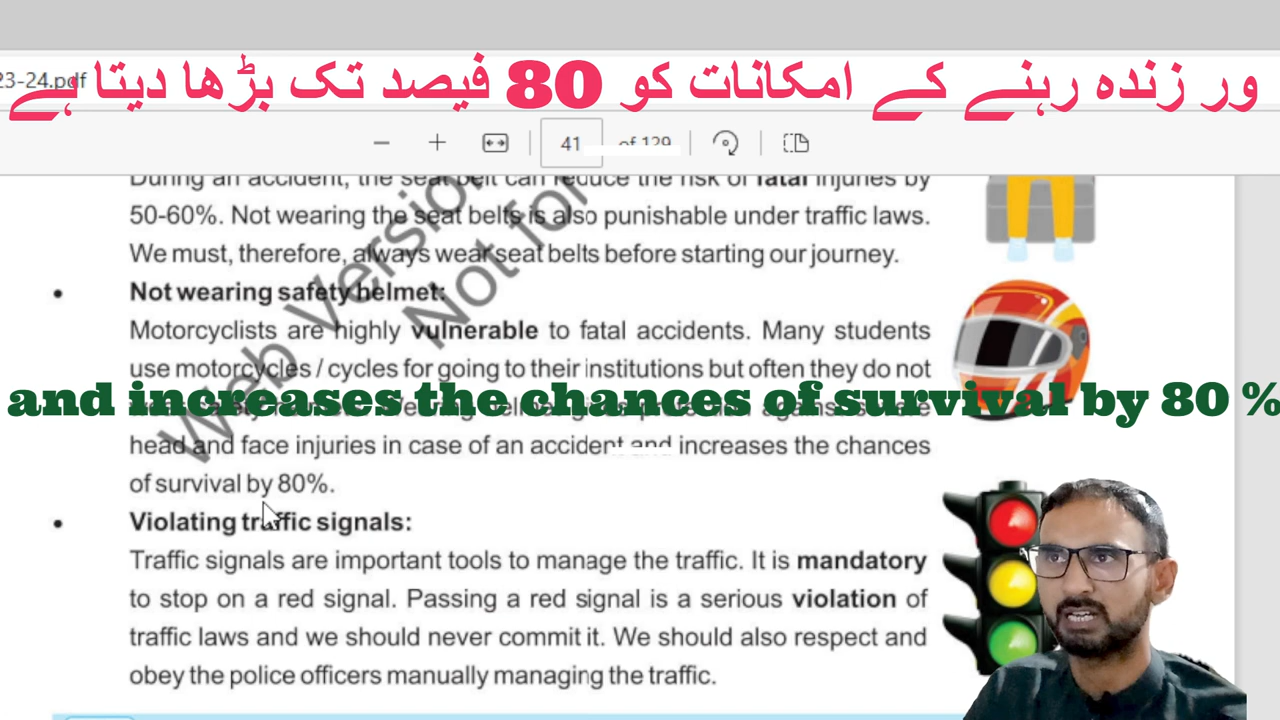 ور زندہ رہنے کے امکانات کو 80 فیصد تک بڑھا دیتا ہے
23-24.pdf
41 of 129
During an accident, the seat belt can reduce the risk of fatal injuries by
50-60%. Not wearing the seat belts is also punishable under traffic laws.
We must, therefore, always wear seat belts before starting our journey.
• Not wearing safety helmet:
Motorcyclists are highly vulnerable to fatal accidents. Many students
use motorcycles / cycles for going to their institutions but often they do not
and increases the chances of survival by 80 %
head and face injuries in case of an accident and increases the chances
of survival by 80%.
• Violating traffic signals:
Traffic signals are important tools to manage the traffic. It is mandatory
to stop on a red signal. Passing a red signal is a serious violation of
traffic laws and we should never commit it. We should also respect and
obey the police officers manually managing the traffic.
Web Version
Not for